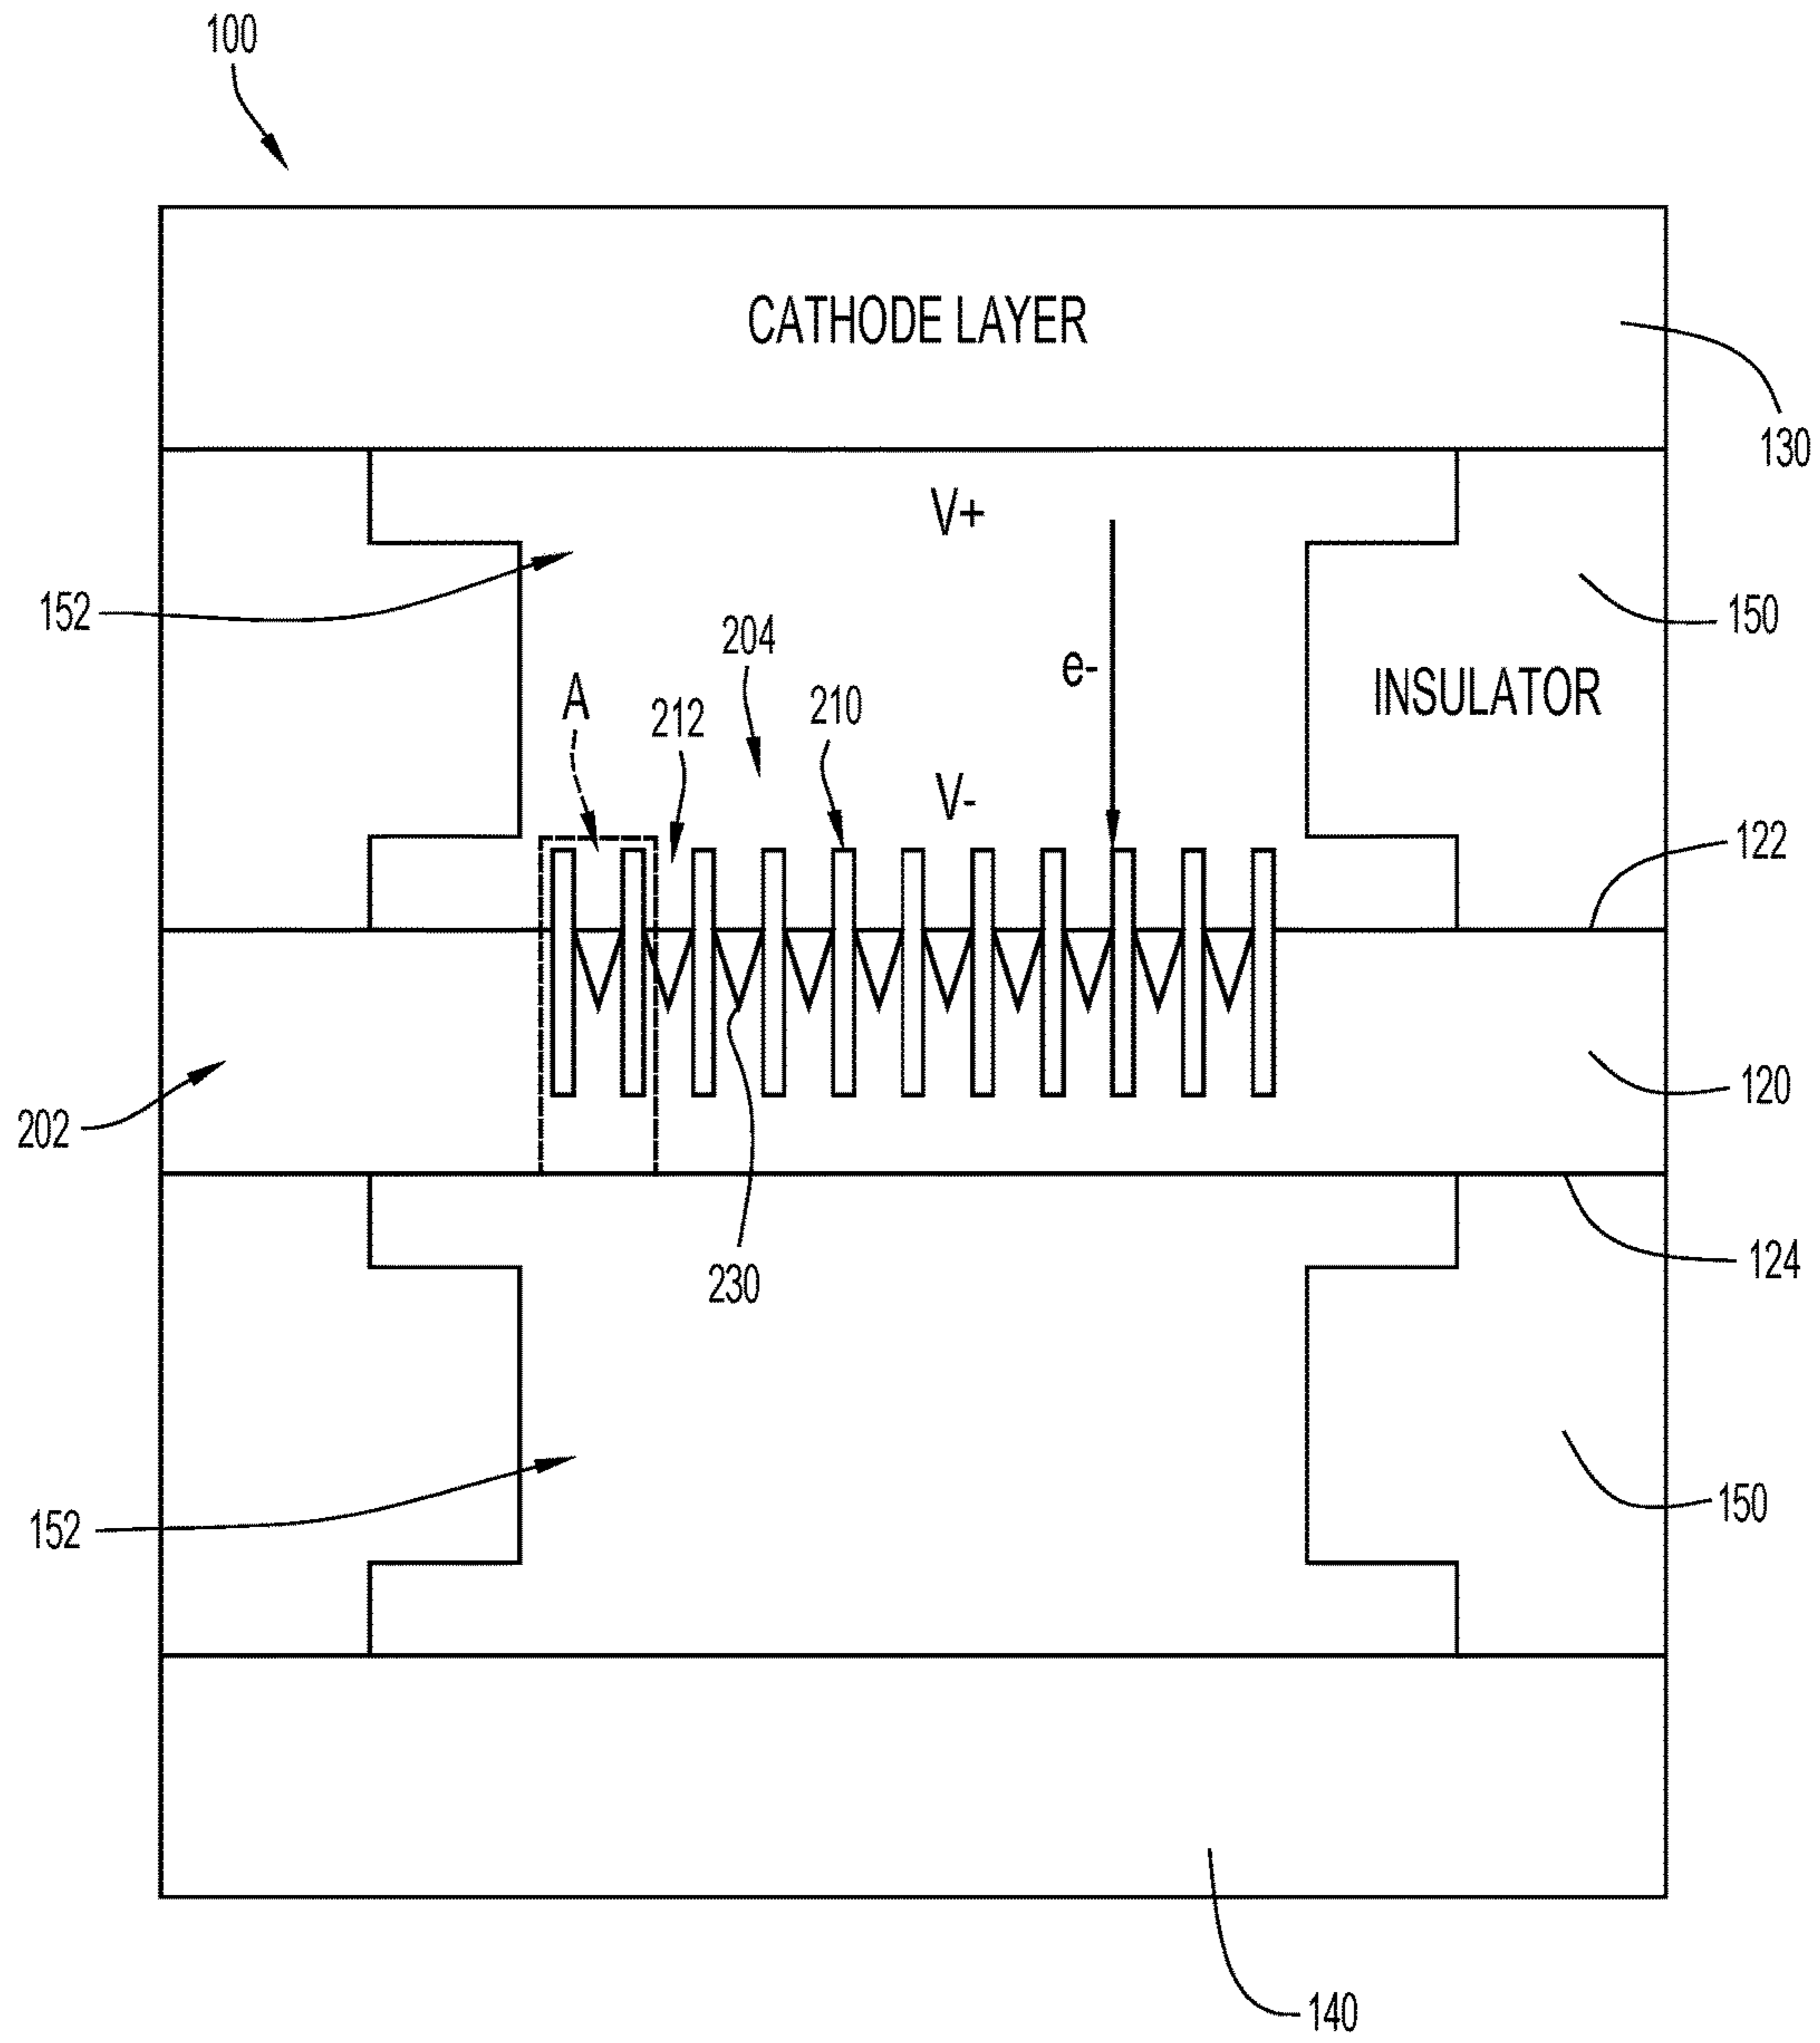 100
CATHODE LAYER
130
V+
152
150
204
e-
A
212
210
INSULATOR
V-
122
202
120
230
124
152
150
140